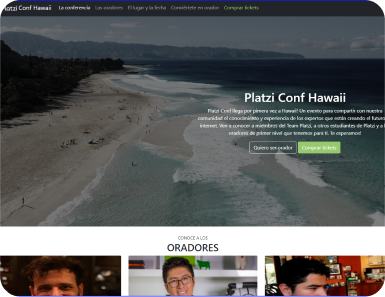 Platzi Conf Hawaii La conferencia Los oradores El lugar y la fecha Conviértete en orador Comprar tickets
Platzi Conf Hawaii
Platzi Conf llega por pimera vez a Hawaii! Un evento para compartir con nuestra
comunidad el conocimiento y experiencia de los expertos que están creando el futuro
internet. Ven a conocer a miembros del Team Platzi, a otros estudiantes de Platzi y a
oradores de primer nivel que tenemos para ti. Te esperamos!
Quiero ser orador Comprar tickets
CONOCE A LOS
ORADORES